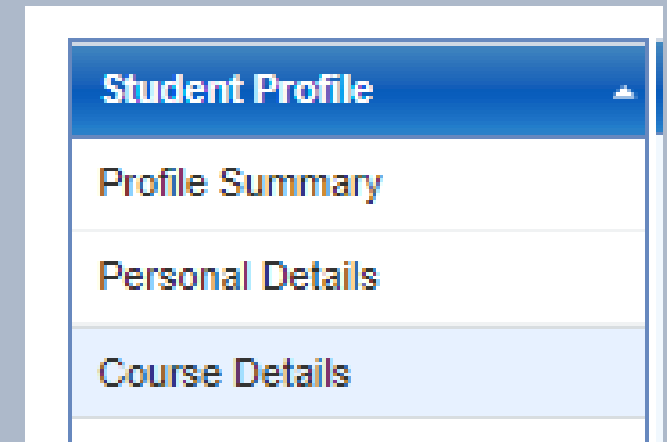 Student Profile
Profile Summary
Personal Details
Course Details